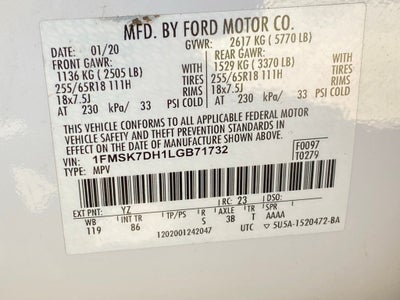 MFD. BY FORD MOTOR CO.
DATE: 01/20 GVWR: 2617 KG ( 5770 LB)
FRONT GAWR: REAR GAWR:
1136 KG ( 2505 LB) 1529 KG ( 3370 LB)
255/65R18 111H TIRES 255/65R18 111H TIRES
18x7.5J RIMS 18x7.5J RIMS
AT 230 kPa/ 33 PSI COLD AT 230 kPa/ 33 PSI COLD
THIS VEHICLE CONFORMS TO ALL APPLICABLE FEDERAL MOTOR
VEHICLE SAFETY AND THEFT PREVENTION STANDARDS IN
EFFECT ON THE DATE OF MANUFACTURE SHOWN ABOVE.
VIN: 1FMSK7DH1LGB71732 F0097
TYPE: MPV T0279
EXT PNT: YZ RC: 23 DSO:
WB INT TR TP/PS R AXLE TR SPR
119 86 S 3B T AAAA
1202001242047 UTC ▽ 5U5A-1520472-BA